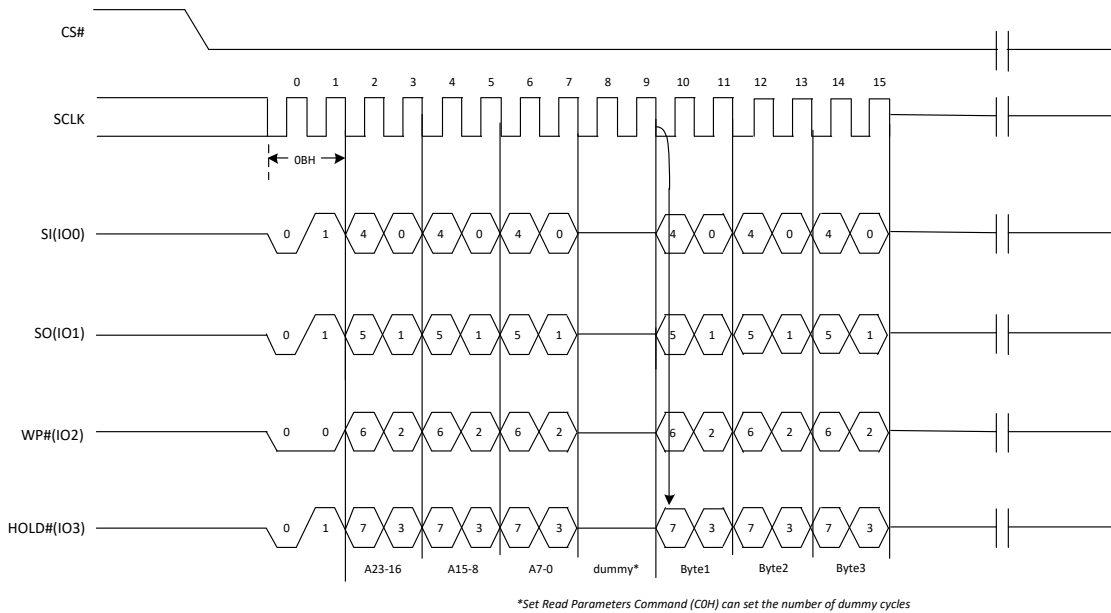 CS#
0 1 2 3 4 5 6 7 8 9 10 11 12 13 14 15
SCLK
0BH
SI(IO0) 0 1 4 0 4 0 4 0 4 0 4 0 4 0
SO(IO1) 0 1 5 1 5 1 5 1 5 1 5 1 5 1
WP#(IO2) 0 0 6 2 6 2 6 2 6 2 6 2 6 2
HOLD#(IO3) 0 1 7 3 7 3 7 3 7 3 7 3 7 3
A23-16 A15-8 A7-0 dummy* Byte1 Byte2 Byte3
*Set Read Parameters Command (C0H) can set the number of dummy cycles